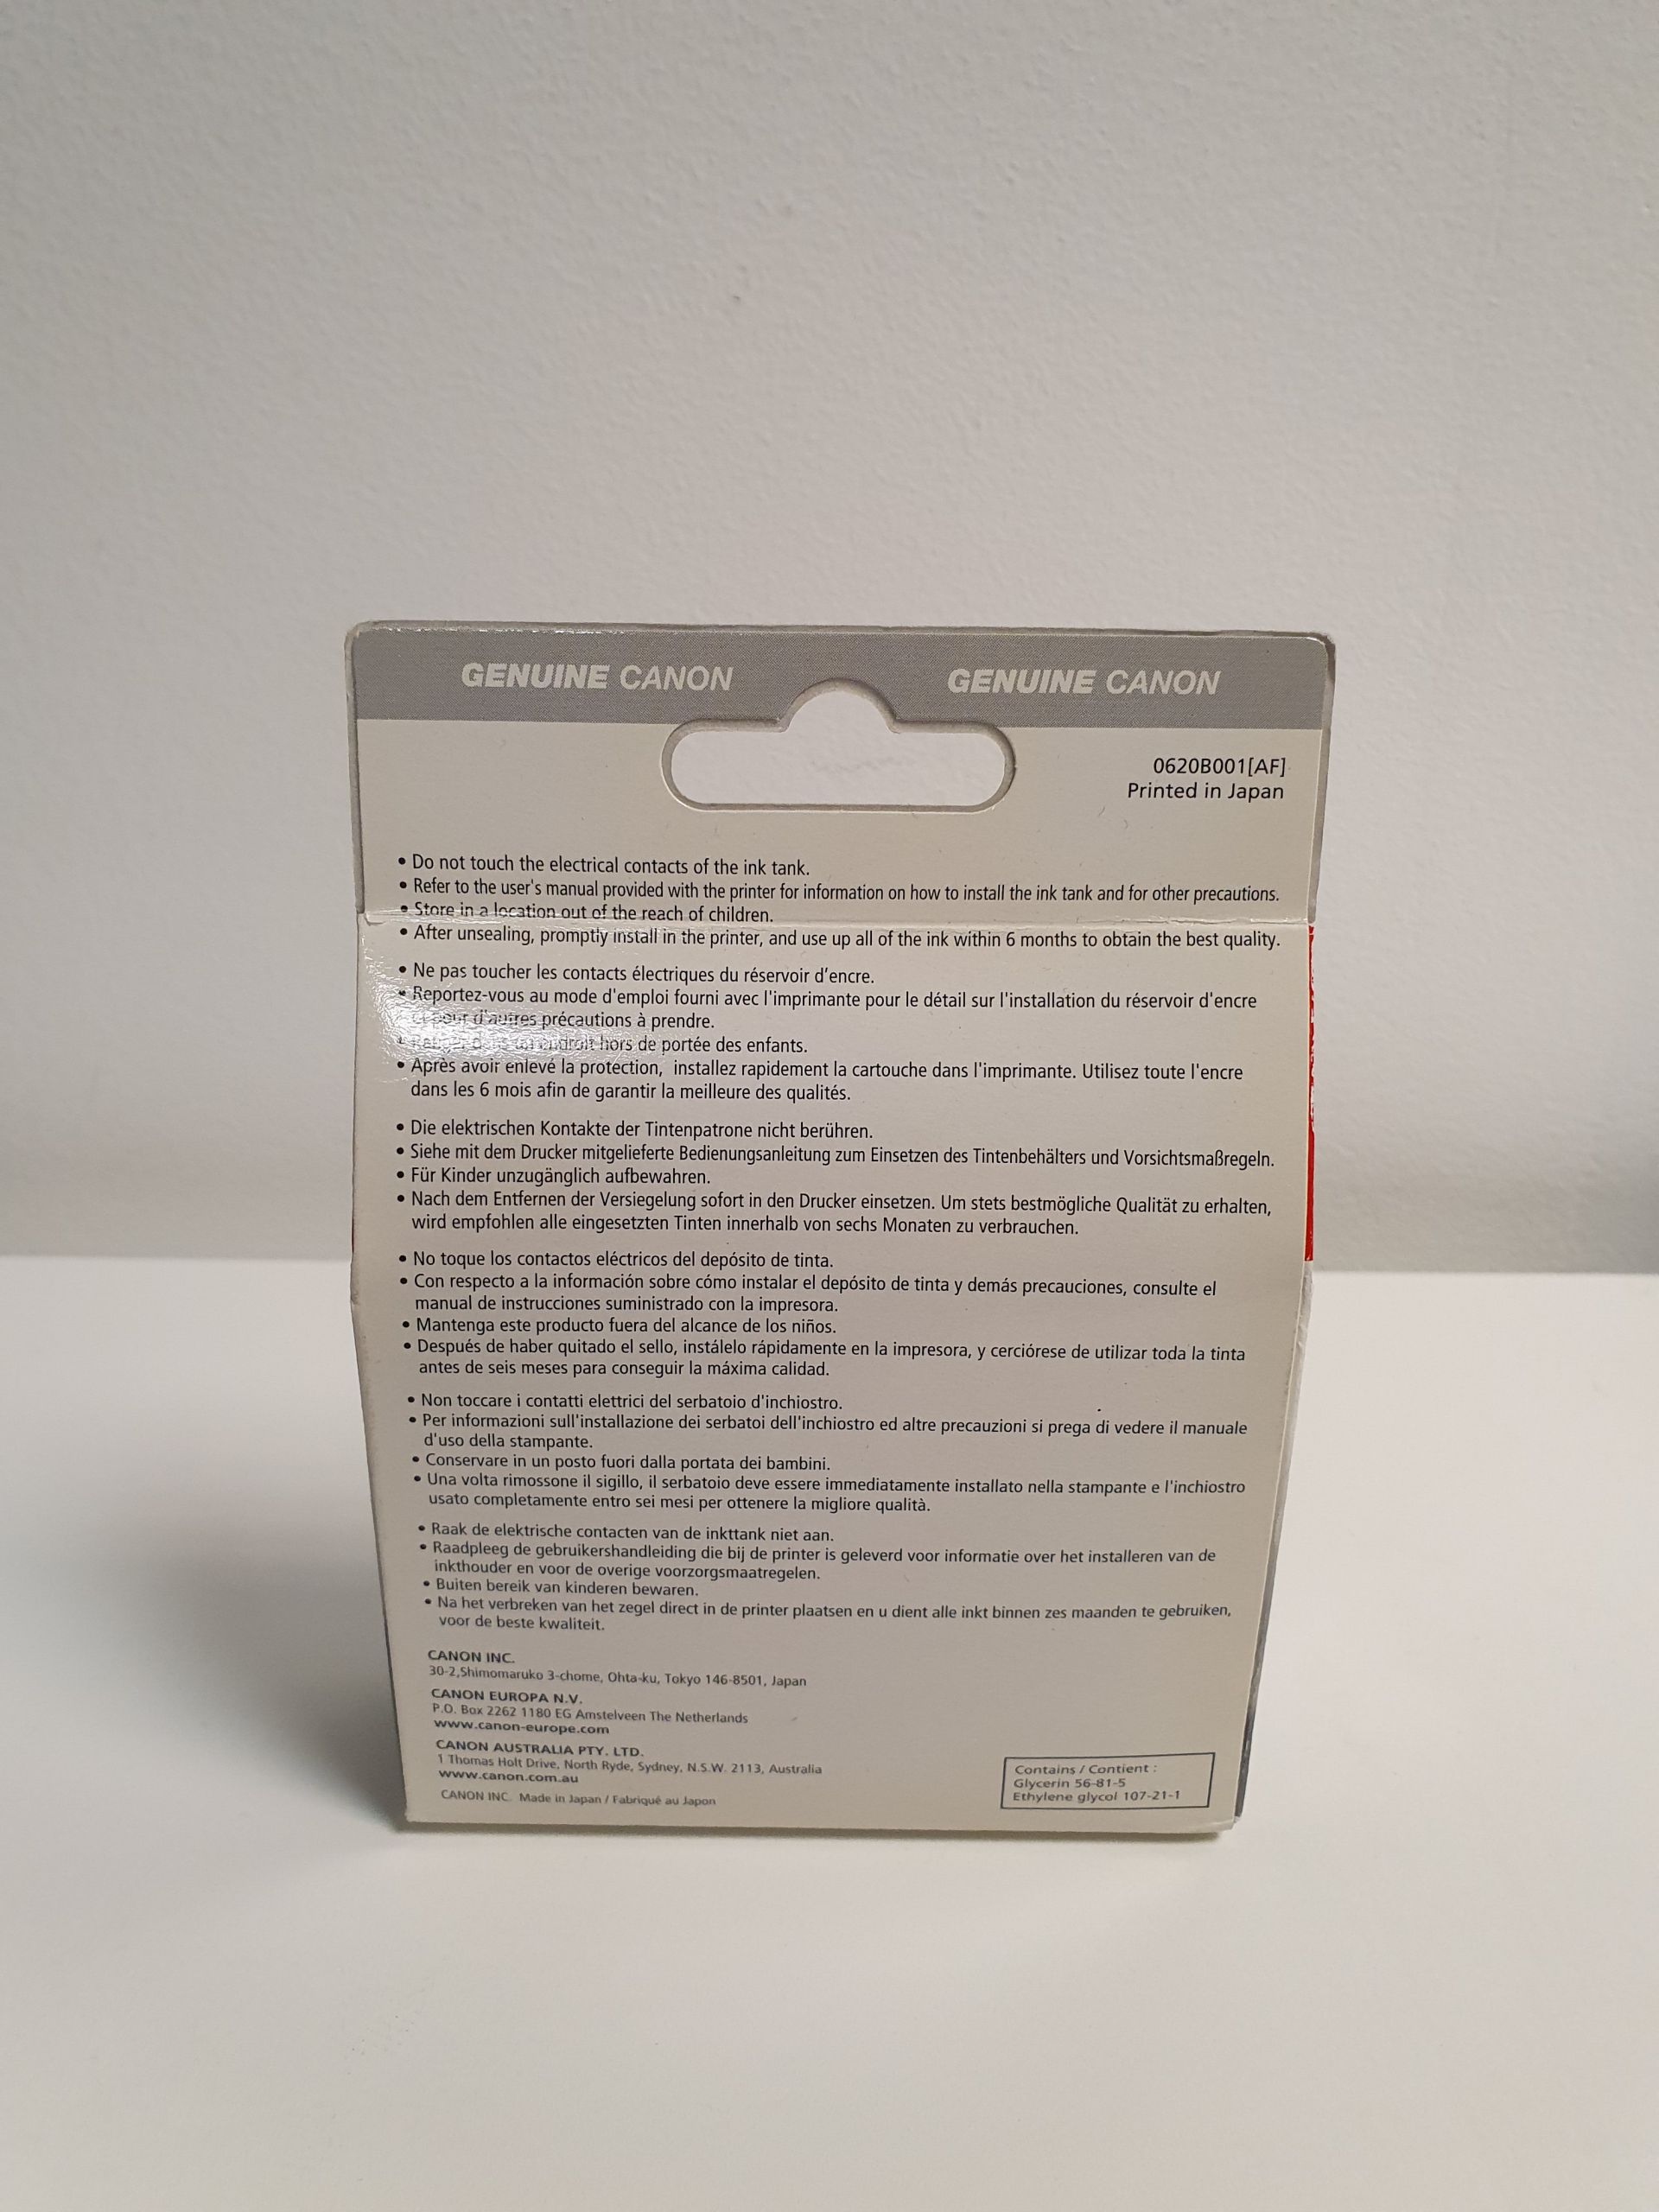 GENUINE CANON GENUINE CANON
0620B001[AF]
Printed in Japan
• Do not touch the electrical contacts of the ink tank.
• Refer to the user's manual provided with the printer for information on how to install the ink tank and for other precautions.
• Store in a location out of the reach of children.
• After unsealing, promptly install in the printer, and use up all of the ink within 6 months to obtain the best quality.
• Ne pas toucher les contacts électriques du réservoir d'encre.
• Reportez-vous au mode d'emploi fourni avec l'imprimante pour le détail sur l'installation du réservoir d'encre
et pour d'autres précautions à prendre.
• endroit hors de portée des enfants.
• Après avoir enlevé la protection, installez rapidement la cartouche dans l'imprimante. Utilisez toute l'encre
dans les 6 mois afin de garantir la meilleure des qualités.
• Die elektrischen Kontakte der Tintenpatrone nicht berühren.
• Siehe mit dem Drucker mitgelieferte Bedienungsanleitung zum Einsetzen des Tintenbehälters und Vorsichtsmaßregeln.
• Für Kinder unzugänglich aufbewahren.
• Nach dem Entfernen der Versiegelung sofort in den Drucker einsetzen. Um stets bestmögliche Qualität zu erhalten,
wird empfohlen alle eingesetzten Tinten innerhalb von sechs Monaten zu verbrauchen.
• No toque los contactos eléctricos del depósito de tinta.
• Con respecto a la información sobre cómo instalar el depósito de tinta y demás precauciones, consulte el
manual de instrucciones suministrado con la impresora.
• Mantenga este producto fuera del alcance de los niños.
• Después de haber quitado el sello, instálelo rápidamente en la impresora, y cerciórese de utilizar toda la tinta
antes de seis meses para conseguir la máxima calidad.
• Non toccare i contatti elettrici del serbatoio d'inchiostro.
• Per informazioni sull'installazione dei serbatoi dell'inchiostro ed altre precauzioni si prega di vedere il manuale
d'uso della stampante.
• Conservare in un posto fuori dalla portata dei bambini.
• Una volta rimossone il sigillo, il serbatoio deve essere immediatamente installato nella stampante e l'inchiostro
usato completamente entro sei mesi per ottenere la migliore qualità.
• Raak de elektrische contacten van de inkttank niet aan.
• Raadpleeg de gebruikershandleiding die bij de printer is geleverd voor informatie over het installeren van de
inkthouder en voor de overige voorzorgsmaatregelen.
• Buiten bereik van kinderen bewaren.
• Na het verbreken van het zegel direct in de printer plaatsen en u dient alle inkt binnen zes maanden te gebruiken,
voor de beste kwaliteit.
CANON INC.
30-2,Shimomaruko 3-chome, Ohta-ku, Tokyo 146-8501, Japan
CANON EUROPA N.V.
P.O. Box 2262 1180 EG Amstelveen The Netherlands
www.canon-europe.com
CANON AUSTRALIA PTY. LTD.
1 Thomas Holt Drive, North Ryde, Sydney, N.S.W. 2113, Australia
www.canon.com.au
CANON INC. Made in Japan / Fabriqué au Japon
Contains / Contient :
Glycerin 56-81-5
Ethylene glycol 107-21-1